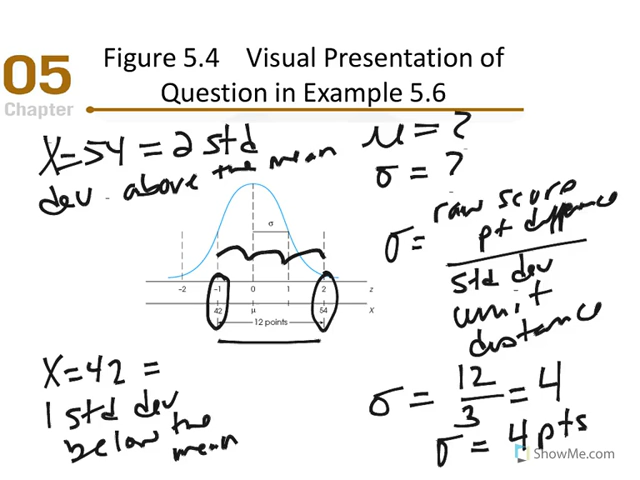 05
Chapter
Figure 5.4 Visual Presentation of
Question in Example 5.6
X=54 = 2 std
dev. above the mean
μ = ?
σ = ?
σ = raw score
pt difference
std dev
unit
distance
σ
-2 -1 0 1 2 z
42 μ 54 X
12 points
X=42 =
1 std dev
below the
mean
σ = 12/3 = 4
σ = 4 pts
ShowMe.com